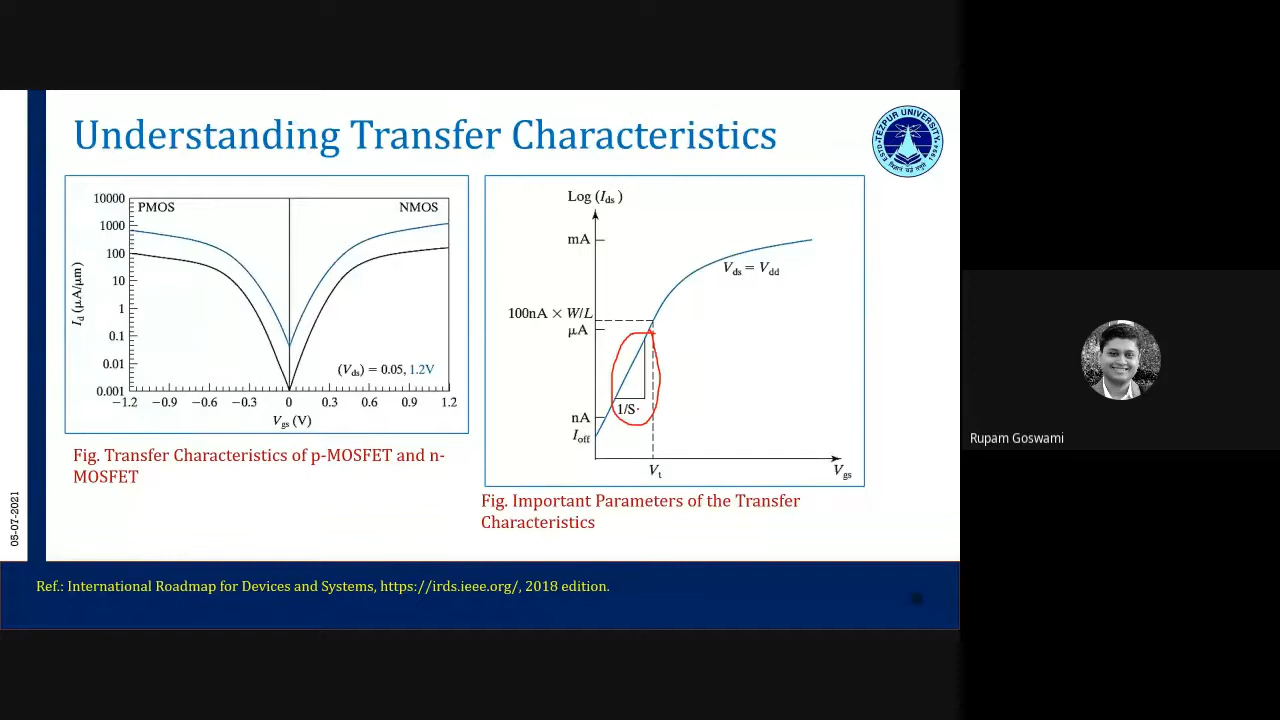 Understanding Transfer Characteristics
TEZPUR UNIVERSITY
ESTD
1994
10000
1000
100
10
1
0.1
0.01
0.001
PMOS
NMOS
I_d (μA/μm)
(V_ds) = 0.05, 1.2V
−1.2 −0.9 −0.6 −0.3 0 0.3 0.6 0.9 1.2
V_gs (V)
Fig. Transfer Characteristics of p-MOSFET and n-
MOSFET
Log (I_ds )
mA
V_ds = V_dd
100nA × W/L
μA
1/S·
nA
I_off
V_t
V_gs
Fig. Important Parameters of the Transfer
Characteristics
Rupam Goswami
Ref.: International Roadmap for Devices and Systems, https://irds.ieee.org/, 2018 edition.